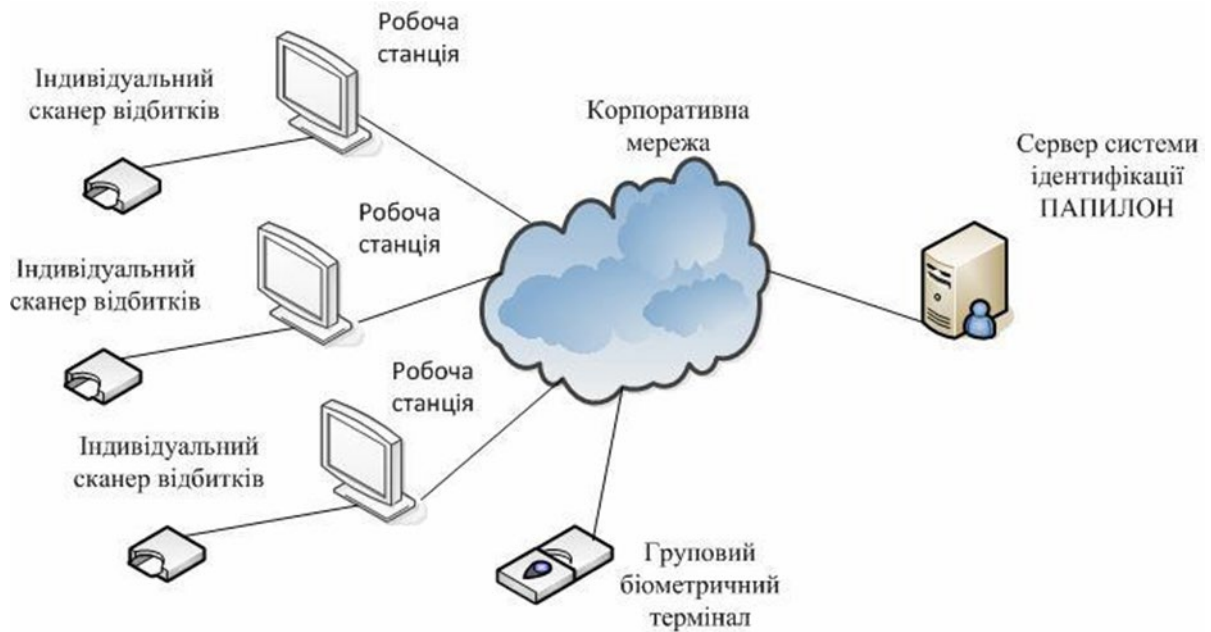 Робоча
станція
Індивідуальний
сканер відбитків
Корпоративна
мережа
Сервер системи
ідентифікації
ПАПИЛОН
Робоча
станція
Індивідуальний
сканер відбитків
Робоча
станція
Індивідуальний
сканер відбитків
Груповий
біометричний
термінал